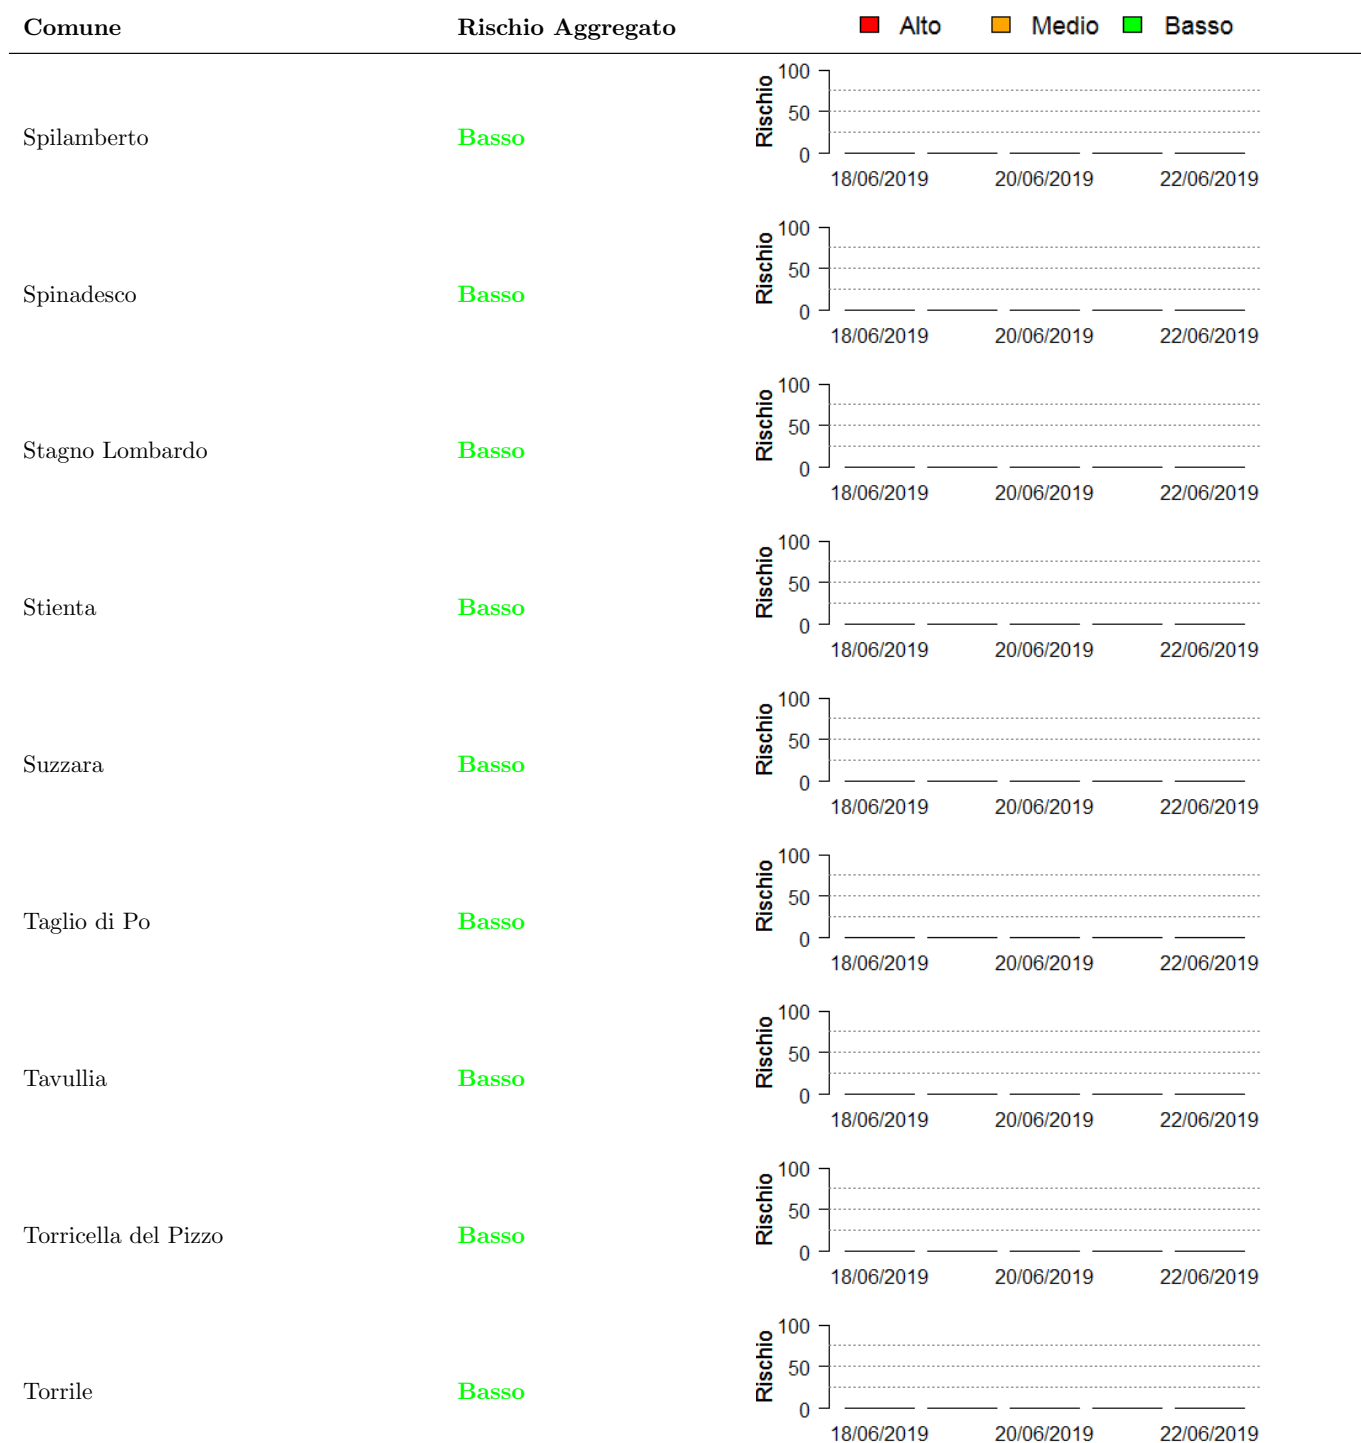 Comune Rischio Aggregato Alto Medio Basso
100
50
0
Rischio
Spilamberto Basso
18/06/2019 20/06/2019 22/06/2019
100
50
0
Rischio
Spinadesco Basso
18/06/2019 20/06/2019 22/06/2019
100
50
0
Rischio
Stagno Lombardo Basso
18/06/2019 20/06/2019 22/06/2019
100
50
0
Rischio
Stienta Basso
18/06/2019 20/06/2019 22/06/2019
100
50
0
Rischio
Suzzara Basso
18/06/2019 20/06/2019 22/06/2019
100
50
0
Rischio
Taglio di Po Basso
18/06/2019 20/06/2019 22/06/2019
100
50
0
Rischio
Tavullia Basso
18/06/2019 20/06/2019 22/06/2019
100
50
0
Rischio
Torricella del Pizzo Basso
18/06/2019 20/06/2019 22/06/2019
100
50
0
Rischio
Torrile Basso
18/06/2019 20/06/2019 22/06/2019